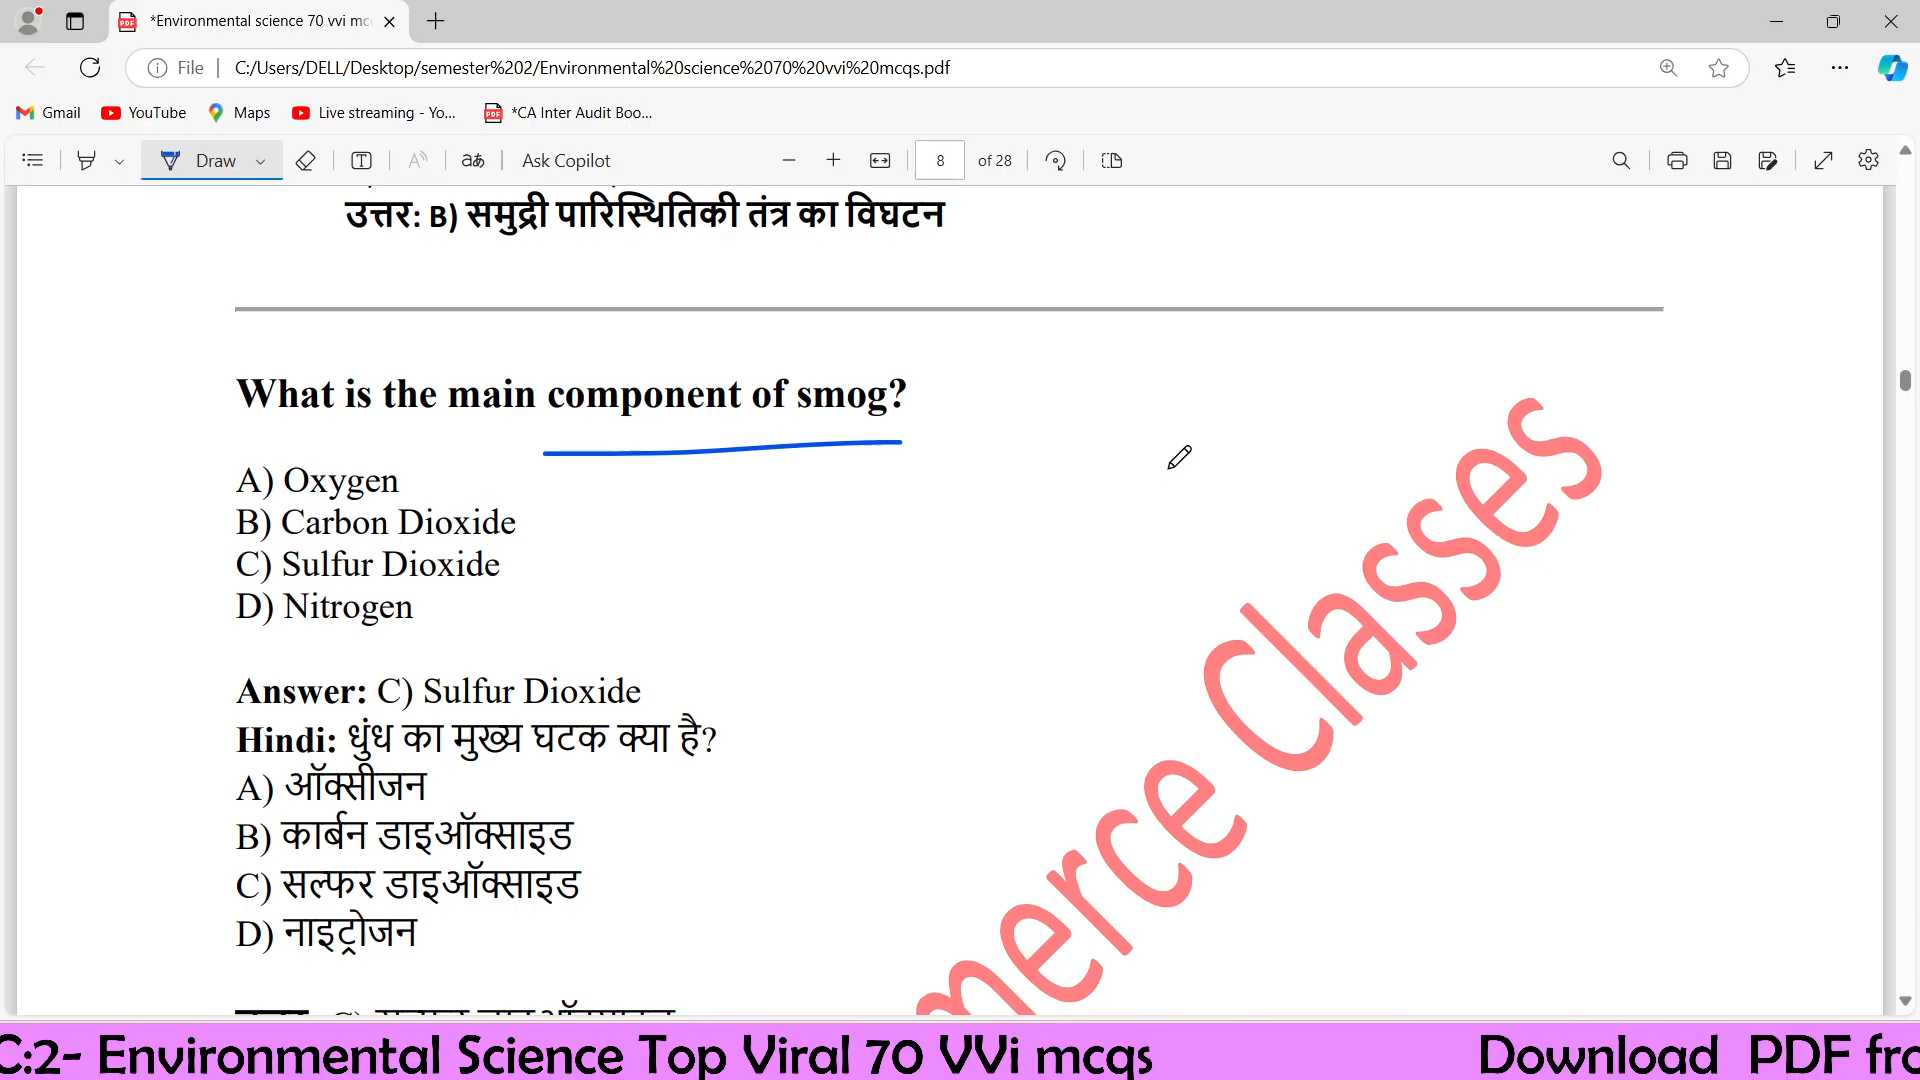 *Environmental science 70 vvi mc
File
C:/Users/DELL/Desktop/semester%202/Environmental%20science%2070%20vvi%20mcqs.pdf
Gmail
YouTube
Maps
Live streaming - Yo...
*CA Inter Audit Boo...
Draw
Ask Copilot
8
of 28
उत्तर: B) समुद्री पारिस्थितिकी तंत्र का विघटन
What is the main component of smog?
A) Oxygen
B) Carbon Dioxide
C) Sulfur Dioxide
D) Nitrogen
Answer: C) Sulfur Dioxide
Hindi: धुंध का मुख्य घटक क्या है?
A) ऑक्सीजन
B) कार्बन डाइऑक्साइड
C) सल्फर डाइऑक्साइड
D) नाइट्रोजन
merce Classes
C:2- Environmental Science Top Viral 70 VVi mcqs
Download PDF fro